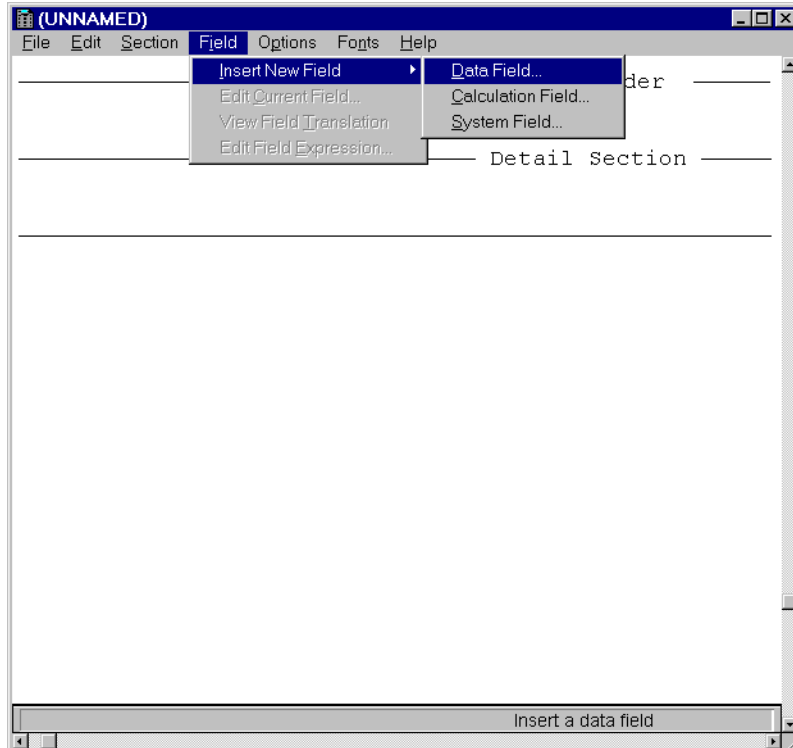 (UNNAMED)
File Edit Section Field Options Fonts Help
Insert New Field
Edit Current Field...
View Field Translation
Edit Field Expression...
Data Field...
Calculation Field...
System Field...
der
Detail Section
Insert a data field